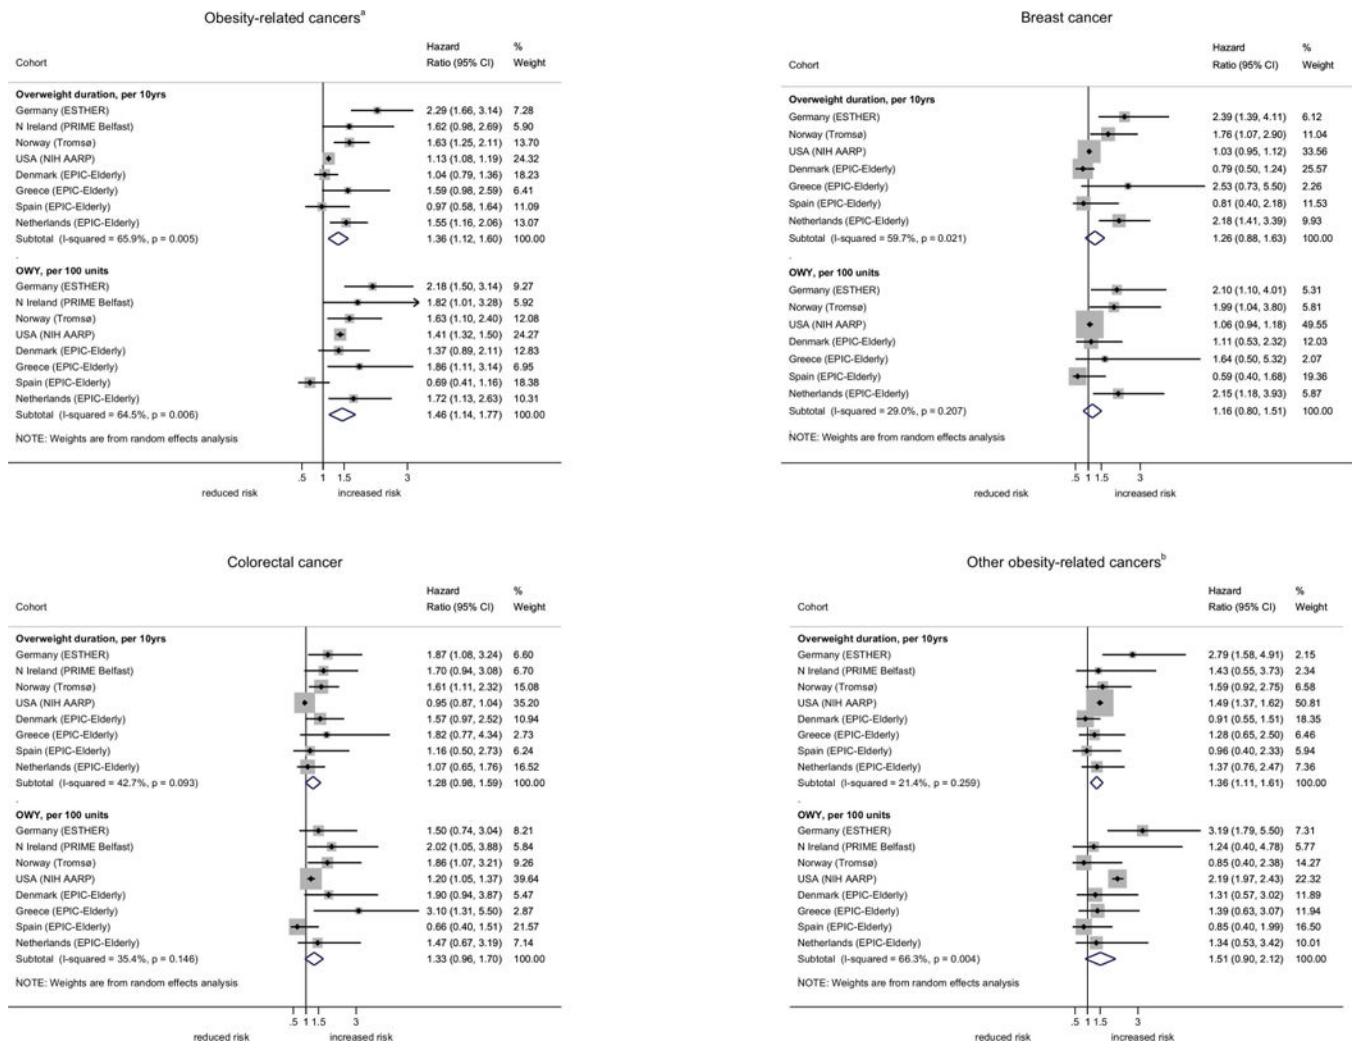 Obesity-related cancersa
Hazard %
Cohort Ratio (95% CI) Weight
Overweight duration, per 10yrs
Germany (ESTHER) 2.29 (1.66, 3.14) 7.28
N Ireland (PRIME Belfast) 1.62 (0.98, 2.69) 5.90
Norway (Tromsø) 1.63 (1.25, 2.11) 13.70
USA (NIH AARP) 1.13 (1.08, 1.19) 24.32
Denmark (EPIC-Elderly) 1.04 (0.79, 1.36) 18.23
Greece (EPIC-Elderly) 1.59 (0.98, 2.59) 6.41
Spain (EPIC-Elderly) 0.97 (0.58, 1.64) 11.09
Netherlands (EPIC-Elderly) 1.55 (1.16, 2.06) 13.07
Subtotal (I-squared = 65.9%, p = 0.005) 1.36 (1.12, 1.60) 100.00
.
OWY, per 100 units
Germany (ESTHER) 2.18 (1.50, 3.14) 9.27
N Ireland (PRIME Belfast) 1.82 (1.01, 3.28) 5.92
Norway (Tromsø) 1.63 (1.10, 2.40) 12.08
USA (NIH AARP) 1.41 (1.32, 1.50) 24.27
Denmark (EPIC-Elderly) 1.37 (0.89, 2.11) 12.83
Greece (EPIC-Elderly) 1.86 (1.11, 3.14) 6.95
Spain (EPIC-Elderly) 0.69 (0.41, 1.16) 18.38
Netherlands (EPIC-Elderly) 1.72 (1.13, 2.63) 10.31
Subtotal (I-squared = 64.5%, p = 0.006) 1.46 (1.14, 1.77) 100.00
NOTE: Weights are from random effects analysis
.5 1 1.5 3
reduced risk increased risk
Breast cancer
Hazard %
Cohort Ratio (95% CI) Weight
Overweight duration, per 10yrs
Germany (ESTHER) 2.39 (1.39, 4.11) 6.12
Norway (Tromsø) 1.76 (1.07, 2.90) 11.04
USA (NIH AARP) 1.03 (0.95, 1.12) 33.56
Denmark (EPIC-Elderly) 0.79 (0.50, 1.24) 25.57
Greece (EPIC-Elderly) 2.53 (0.73, 5.50) 2.26
Spain (EPIC-Elderly) 0.81 (0.40, 2.18) 11.53
Netherlands (EPIC-Elderly) 2.18 (1.41, 3.39) 9.93
Subtotal (I-squared = 59.7%, p = 0.021) 1.26 (0.88, 1.63) 100.00
.
OWY, per 100 units
Germany (ESTHER) 2.10 (1.10, 4.01) 5.31
Norway (Tromsø) 1.99 (1.04, 3.80) 5.81
USA (NIH AARP) 1.06 (0.94, 1.18) 49.55
Denmark (EPIC-Elderly) 1.11 (0.53, 2.32) 12.03
Greece (EPIC-Elderly) 1.64 (0.50, 5.32) 2.07
Spain (EPIC-Elderly) 0.59 (0.40, 1.68) 19.36
Netherlands (EPIC-Elderly) 2.15 (1.18, 3.93) 5.87
Subtotal (I-squared = 29.0%, p = 0.207) 1.16 (0.80, 1.51) 100.00
NOTE: Weights are from random effects analysis
.5 1 1.5 3
reduced risk increased risk
Colorectal cancer
Hazard %
Cohort Ratio (95% CI) Weight
Overweight duration, per 10yrs
Germany (ESTHER) 1.87 (1.08, 3.24) 6.60
N Ireland (PRIME Belfast) 1.70 (0.94, 3.08) 6.70
Norway (Tromsø) 1.61 (1.11, 2.32) 15.08
USA (NIH AARP) 0.95 (0.87, 1.04) 35.20
Denmark (EPIC-Elderly) 1.57 (0.97, 2.52) 10.94
Greece (EPIC-Elderly) 1.82 (0.77, 4.34) 2.73
Spain (EPIC-Elderly) 1.16 (0.50, 2.73) 6.24
Netherlands (EPIC-Elderly) 1.07 (0.65, 1.76) 16.52
Subtotal (I-squared = 42.7%, p = 0.093) 1.28 (0.98, 1.59) 100.00
.
OWY, per 100 units
Germany (ESTHER) 1.50 (0.74, 3.04) 8.21
N Ireland (PRIME Belfast) 2.02 (1.05, 3.88) 5.84
Norway (Tromsø) 1.86 (1.07, 3.21) 9.26
USA (NIH AARP) 1.20 (1.05, 1.37) 39.64
Denmark (EPIC-Elderly) 1.90 (0.94, 3.87) 5.47
Greece (EPIC-Elderly) 3.10 (1.31, 5.50) 2.87
Spain (EPIC-Elderly) 0.66 (0.40, 1.51) 21.57
Netherlands (EPIC-Elderly) 1.47 (0.67, 3.19) 7.14
Subtotal (I-squared = 35.4%, p = 0.146) 1.33 (0.96, 1.70) 100.00
NOTE: Weights are from random effects analysis
.5 1 1.5 3
reduced risk increased risk
Other obesity-related cancersb
Hazard %
Cohort Ratio (95% CI) Weight
Overweight duration, per 10yrs
Germany (ESTHER) 2.79 (1.58, 4.91) 2.15
N Ireland (PRIME Belfast) 1.43 (0.55, 3.73) 2.34
Norway (Tromsø) 1.59 (0.92, 2.75) 6.58
USA (NIH AARP) 1.49 (1.37, 1.62) 50.81
Denmark (EPIC-Elderly) 0.91 (0.55, 1.51) 18.35
Greece (EPIC-Elderly) 1.28 (0.65, 2.50) 6.46
Spain (EPIC-Elderly) 0.96 (0.40, 2.33) 5.94
Netherlands (EPIC-Elderly) 1.37 (0.76, 2.47) 7.36
Subtotal (I-squared = 21.4%, p = 0.259) 1.36 (1.11, 1.61) 100.00
.
OWY, per 100 units
Germany (ESTHER) 3.19 (1.79, 5.50) 7.31
N Ireland (PRIME Belfast) 1.24 (0.40, 4.78) 5.77
Norway (Tromsø) 0.85 (0.40, 2.38) 14.27
USA (NIH AARP) 2.19 (1.97, 2.43) 22.32
Denmark (EPIC-Elderly) 1.31 (0.57, 3.02) 11.89
Greece (EPIC-Elderly) 1.39 (0.63, 3.07) 11.94
Spain (EPIC-Elderly) 0.85 (0.40, 1.99) 16.50
Netherlands (EPIC-Elderly) 1.34 (0.53, 3.42) 10.01
Subtotal (I-squared = 66.3%, p = 0.004) 1.51 (0.90, 2.12) 100.00
NOTE: Weights are from random effects analysis
.5 1 1.5 3
reduced risk increased risk